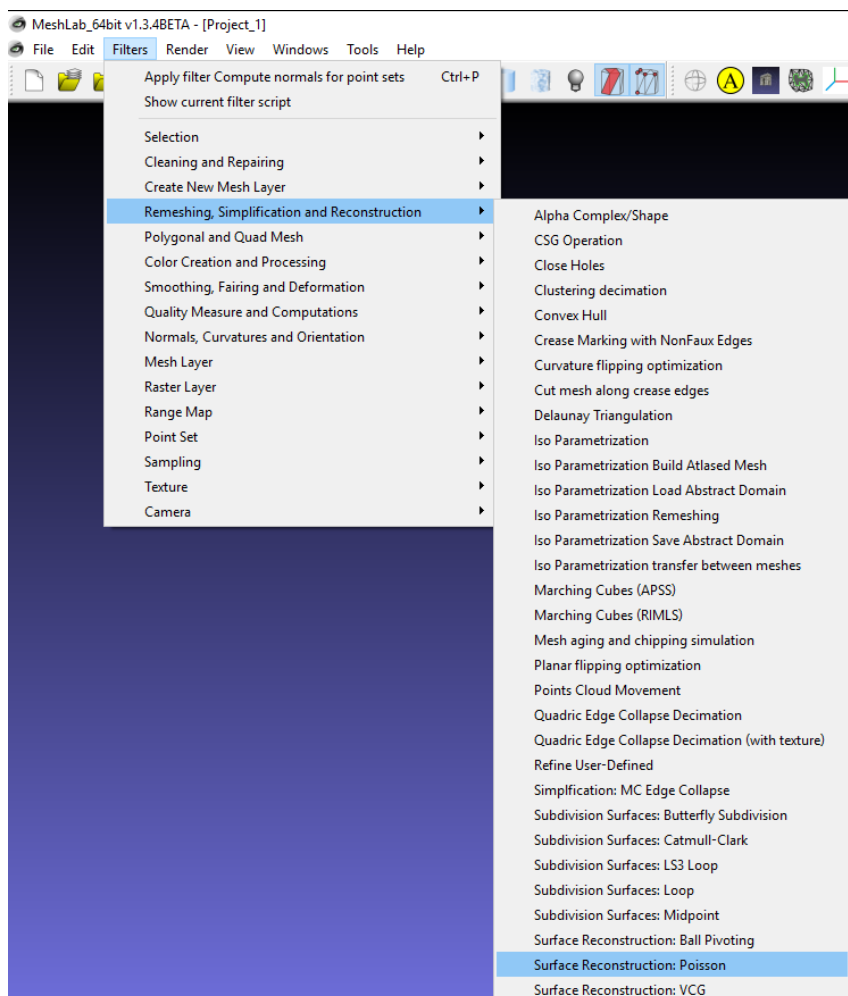 MeshLab_64bit v1.3.4BETA - [Project_1]
File Edit Filters Render View Windows Tools Help
Apply filter Compute normals for point sets Ctrl+P
Show current filter script
A
Selection
Cleaning and Repairing
Create New Mesh Layer
Remeshing, Simplification and Reconstruction
Polygonal and Quad Mesh
Color Creation and Processing
Smoothing, Fairing and Deformation
Quality Measure and Computations
Normals, Curvatures and Orientation
Mesh Layer
Raster Layer
Range Map
Point Set
Sampling
Texture
Camera
Alpha Complex/Shape
CSG Operation
Close Holes
Clustering decimation
Convex Hull
Crease Marking with NonFaux Edges
Curvature flipping optimization
Cut mesh along crease edges
Delaunay Triangulation
Iso Parametrization
Iso Parametrization Build Atlased Mesh
Iso Parametrization Load Abstract Domain
Iso Parametrization Remeshing
Iso Parametrization Save Abstract Domain
Iso Parametrization transfer between meshes
Marching Cubes (APSS)
Marching Cubes (RIMLS)
Mesh aging and chipping simulation
Planar flipping optimization
Points Cloud Movement
Quadric Edge Collapse Decimation
Quadric Edge Collapse Decimation (with texture)
Refine User-Defined
Simplfication: MC Edge Collapse
Subdivision Surfaces: Butterfly Subdivision
Subdivision Surfaces: Catmull-Clark
Subdivision Surfaces: LS3 Loop
Subdivision Surfaces: Loop
Subdivision Surfaces: Midpoint
Surface Reconstruction: Ball Pivoting
Surface Reconstruction: Poisson
Surface Reconstruction: VCG